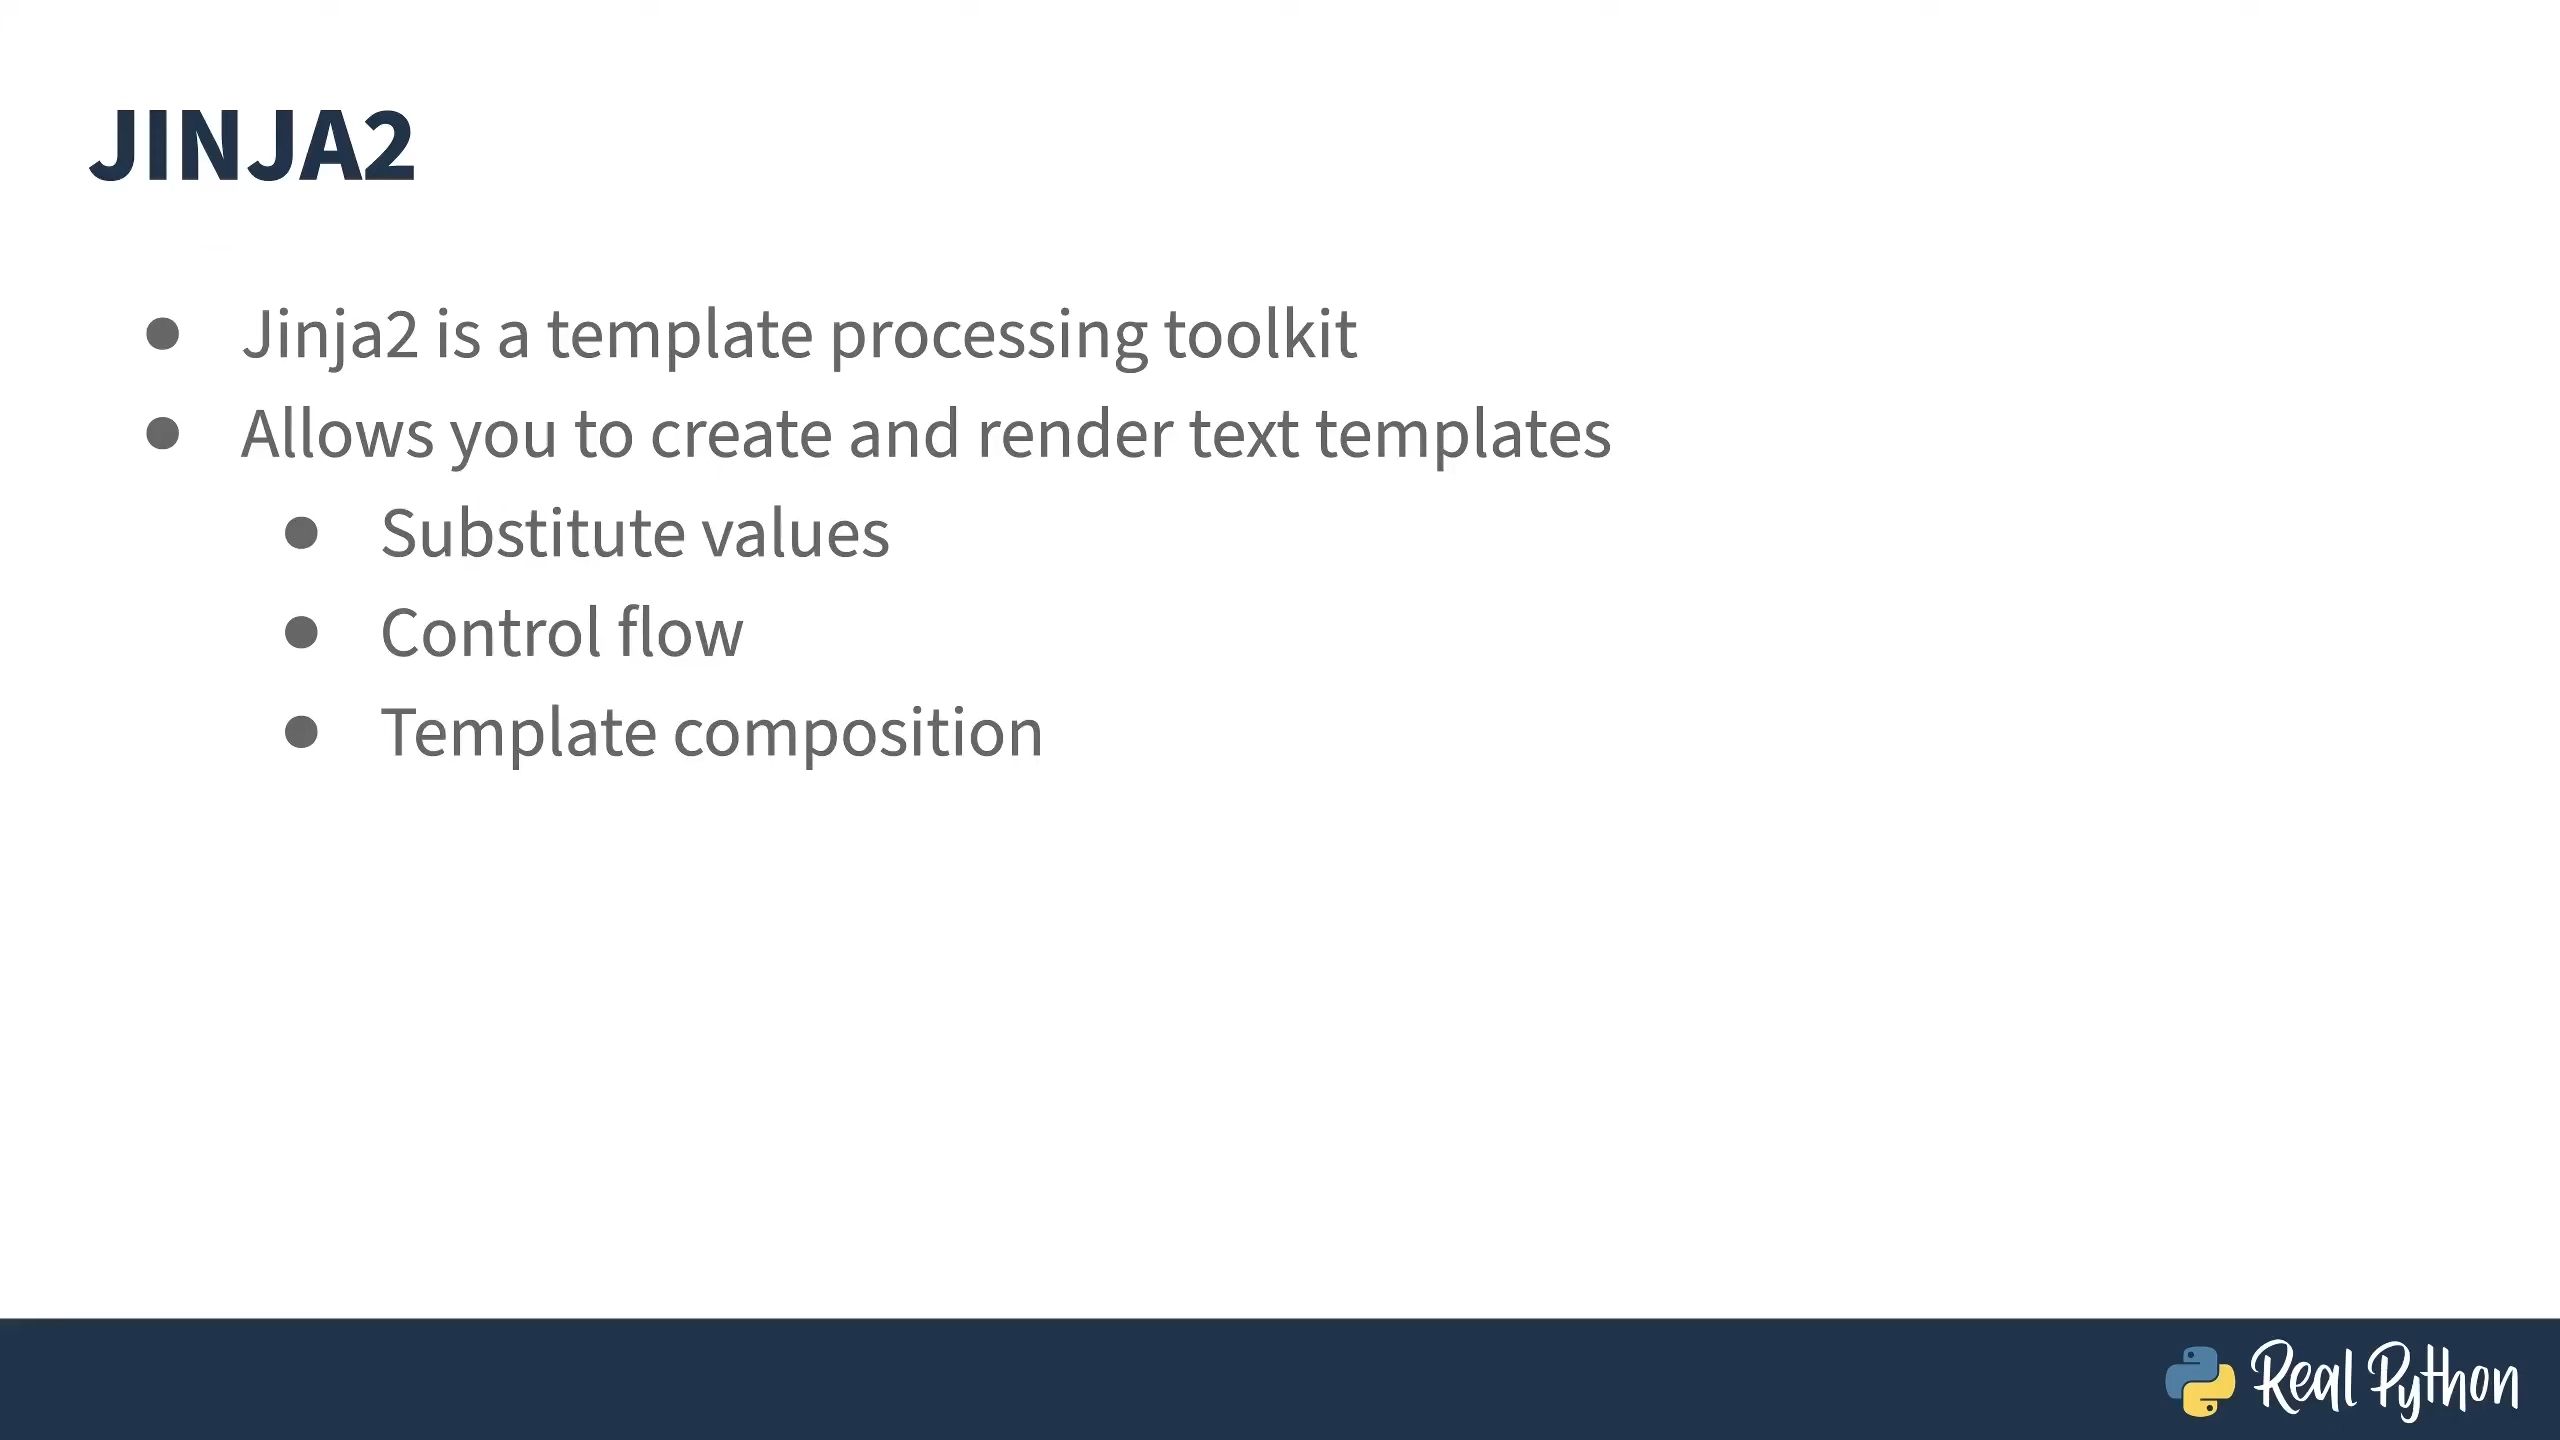 JINJA2
Jinja2 is a template processing toolkit
Allows you to create and render text templates
Substitute values
Control flow
Template composition
Real Python